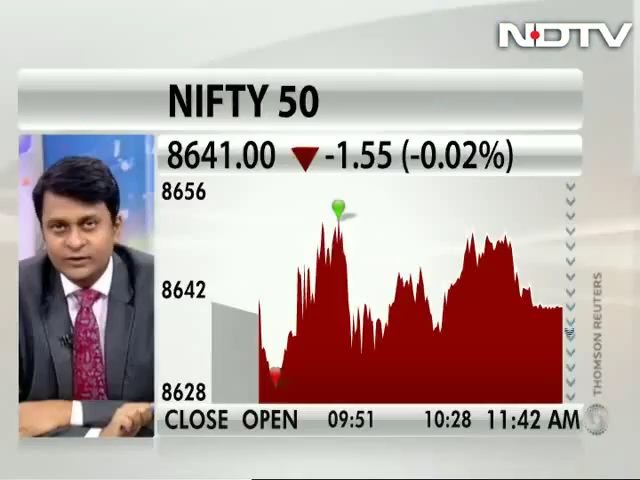 NDTV
NIFTY 50
8641.00 ▼ -1.55 (-0.02%)
8656
8642
8628
CLOSE OPEN 09:51 10:28 11:42 AM
THOMSON REUTERS